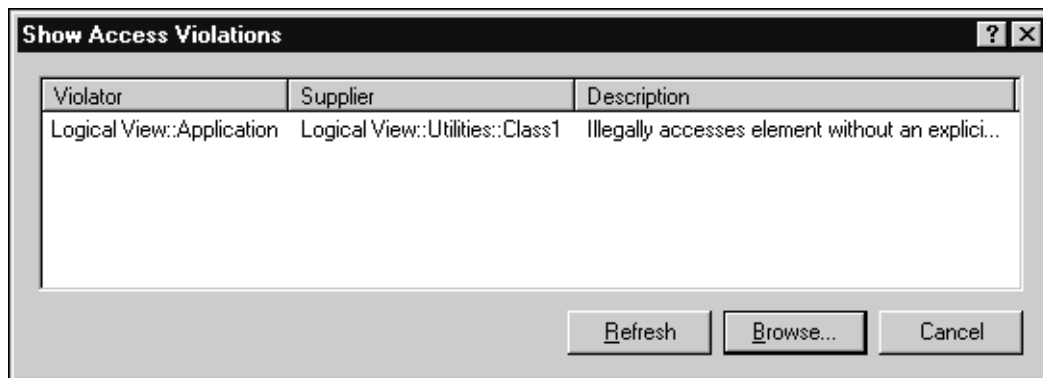 Show Access Violations ? X
Violator Supplier Description
Logical View::Application Logical View::Utilities::Class1 Illegally accesses element without an explici...
Refresh Browse... Cancel